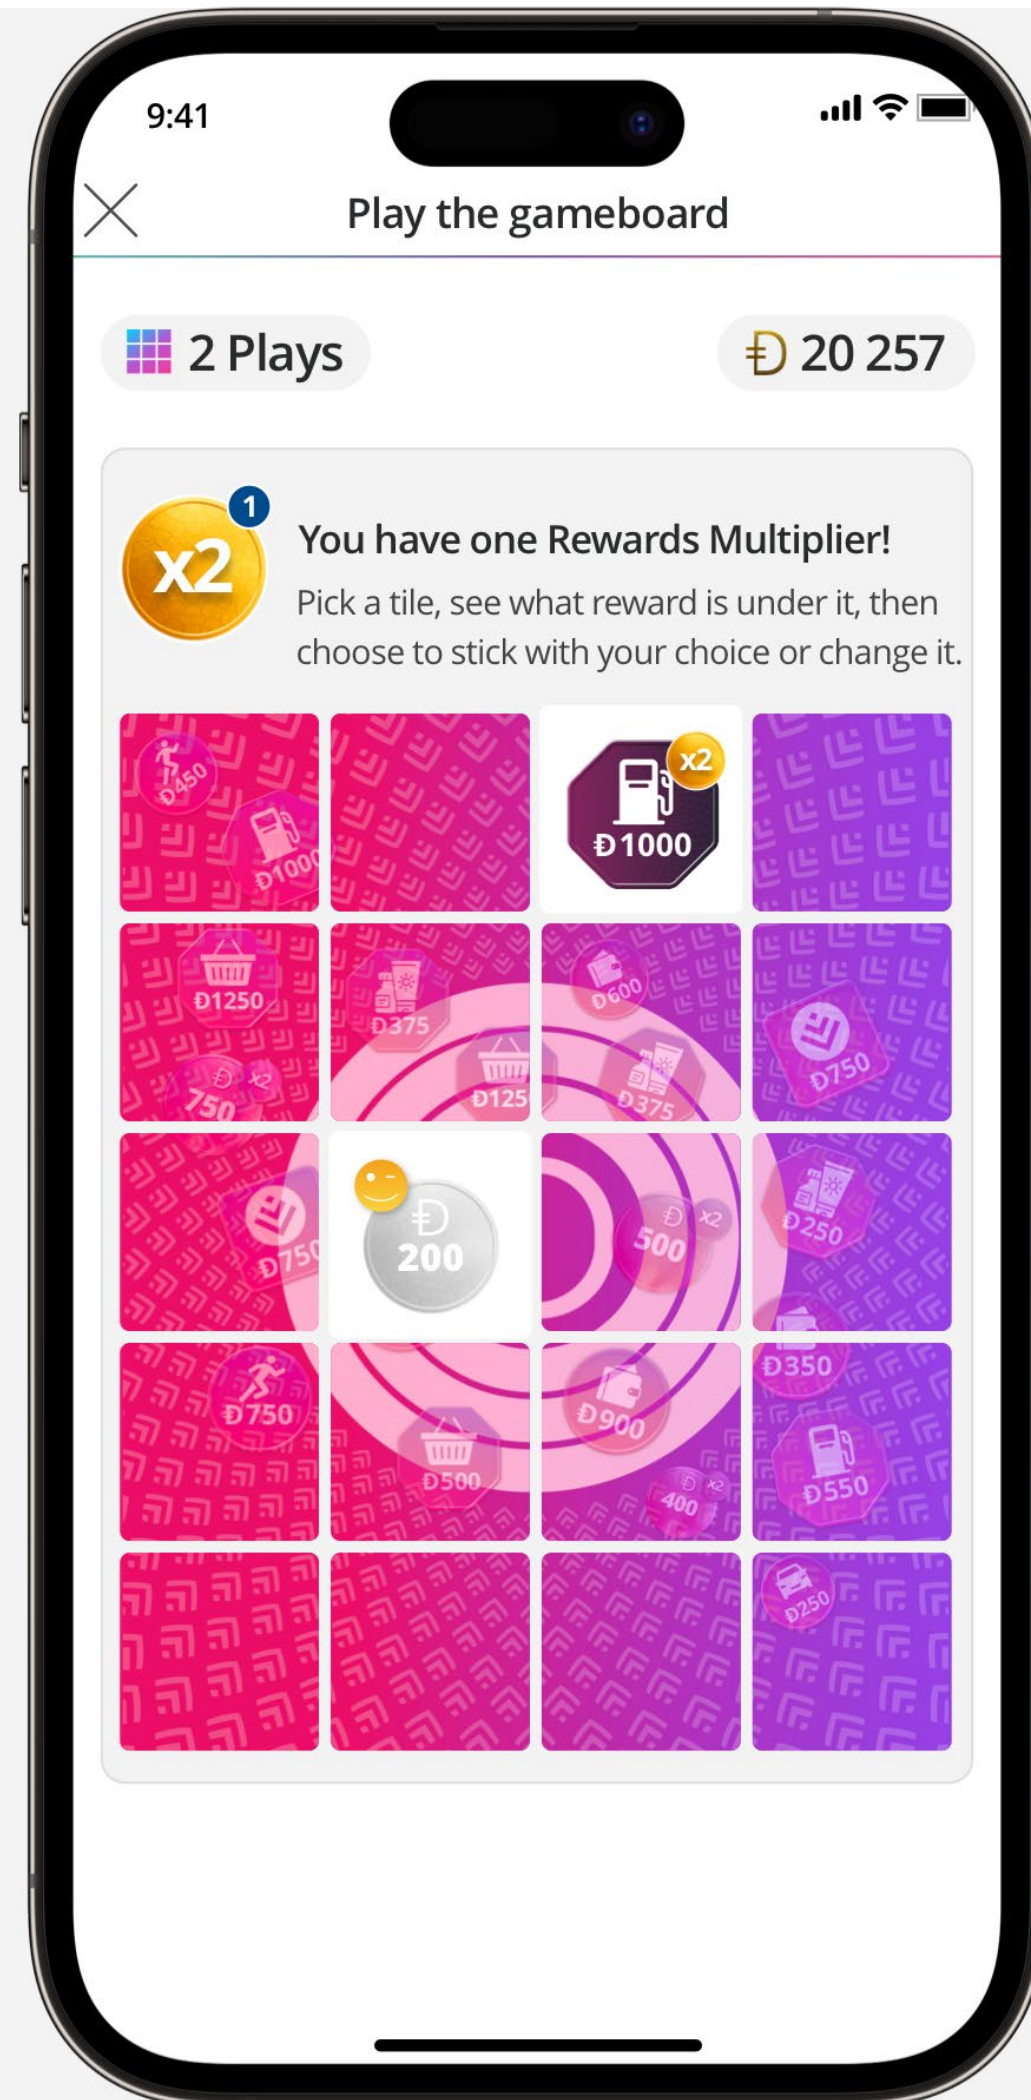 9:41
Play the gameboard
2 Plays
Đ 20 257
x2
1
You have one Rewards Multiplier!
Pick a tile, see what reward is under it, then
choose to stick with your choice or change it.
Đ450
Đ1000
x2
Đ1000
Đ1250
Đ375
Đ600
Đ750
Đ x2
750
Đ125
Đ375
Đ750
Đ
200
Đ x2
500
Đ250
Đ350
Đ750
Đ500
Đ900
Đ x2
400
Đ550
Đ250